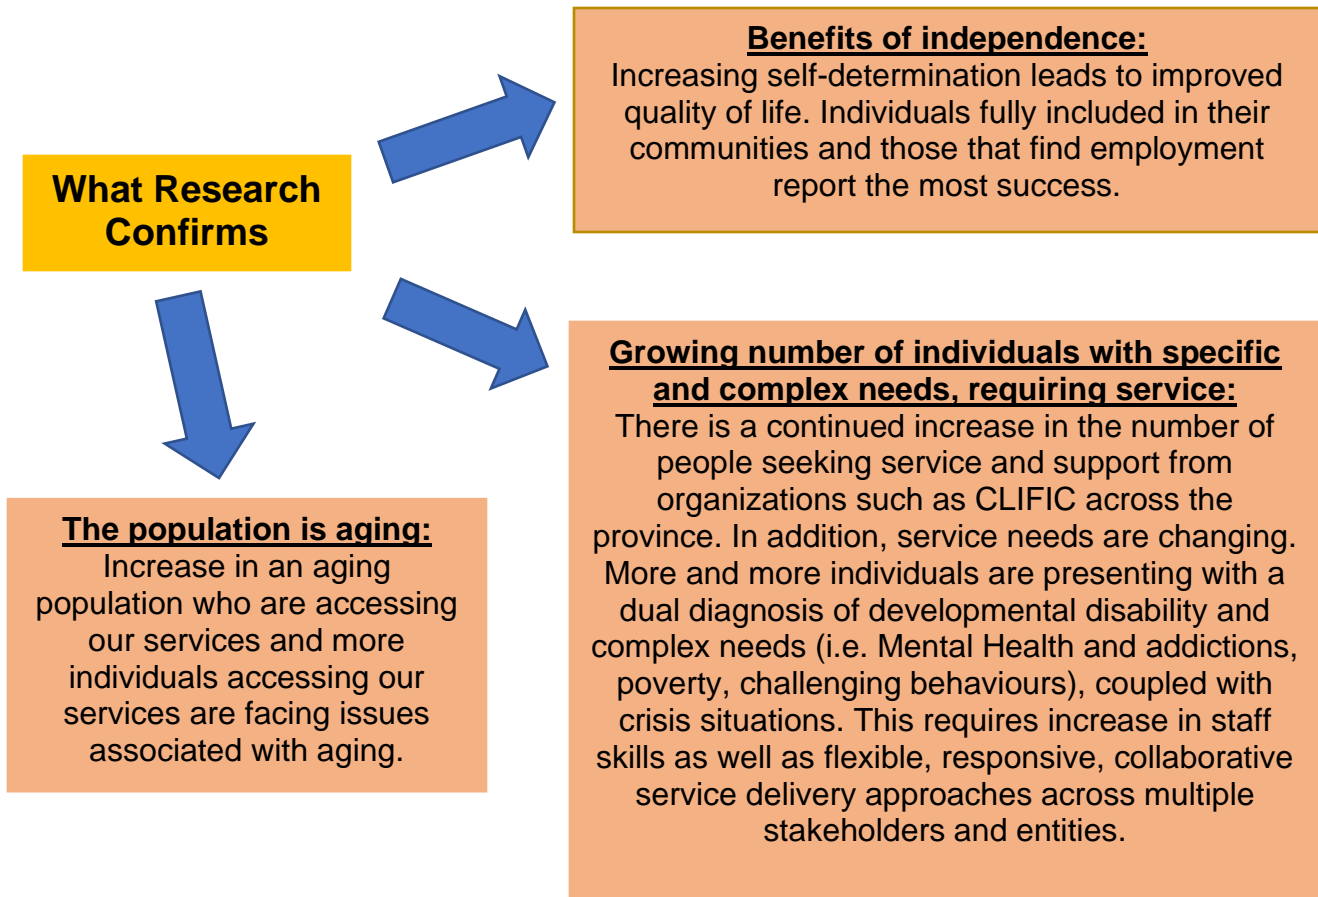 What Research
Confirms
Benefits of independence:
Increasing self-determination leads to improved
quality of life. Individuals fully included in their
communities and those that find employment
report the most success.
Growing number of individuals with specific
and complex needs, requiring service:
There is a continued increase in the number of
people seeking service and support from
organizations such as CLIFIC across the
province. In addition, service needs are changing.
More and more individuals are presenting with a
dual diagnosis of developmental disability and
complex needs (i.e. Mental Health and addictions,
poverty, challenging behaviours), coupled with
crisis situations. This requires increase in staff
skills as well as flexible, responsive, collaborative
service delivery approaches across multiple
stakeholders and entities.
The population is aging:
Increase in an aging
population who are accessing
our services and more
individuals accessing our
services are facing issues
associated with aging.